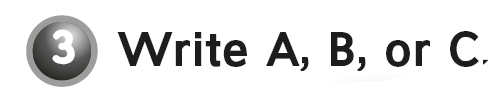 3 Write A, B, or C.